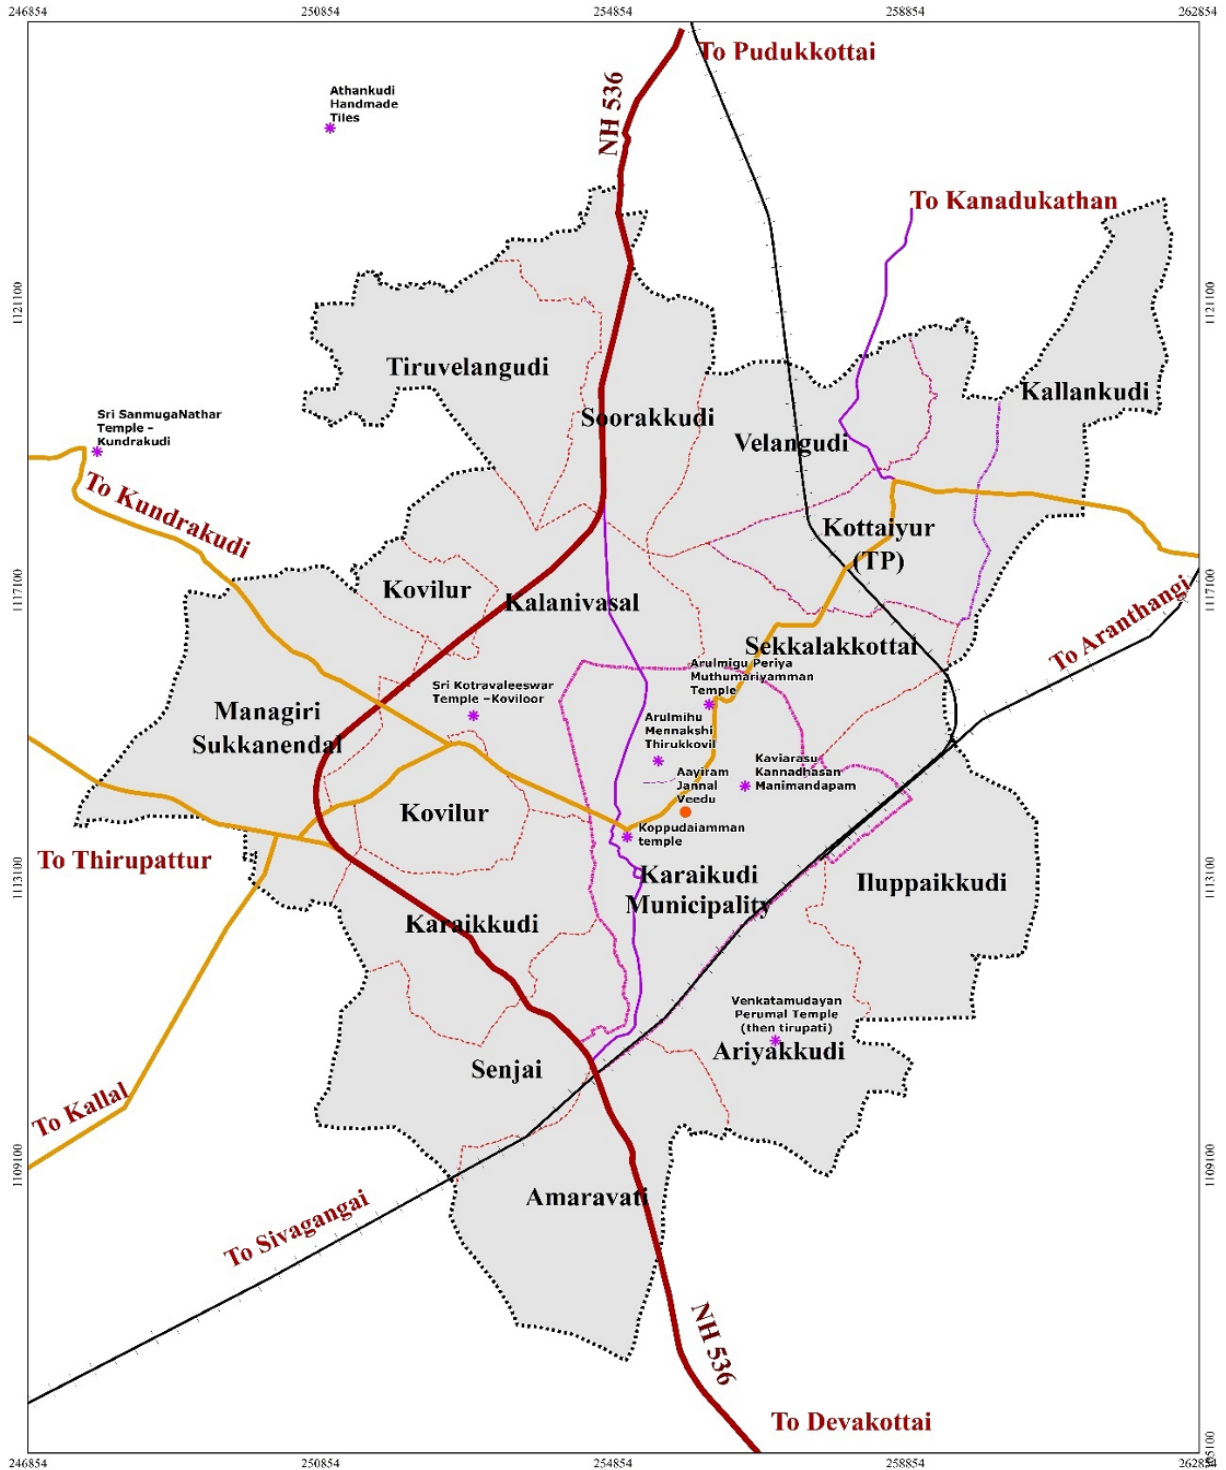 246854
250854
254854
258854
262854
To Pudukkottai
NH 536
Athankudi
Handmade
Tiles
To Kanadukathan
1121100
1121100
Tiruvelangudi
Soorakkudi
Kallankudi
Velangudi
Sri SanmugaNathar
Temple -
Kundrakudi
To Kundrakudi
Kottaiyur
(TP)
1117100
1117100
Kovilur
Kalanivasal
To Aranthangi
Sekkalakkottai
Arulmigu Periya
Muthumariyamman
Temple
Sri Kotravaleeswar
Temple -Koviloor
Managiri
Sukkanendal
Arulmihu
Mennakshi
Thirukkovil
Kaviarasu
Kannadhasan
Manimandapam
Aayiram
Jannal
Veedu
Kovilur
Koppudaiamman
temple
To Thirupattur
1113100
1113100
Karaikudi
Municipality
Iluppaikkudi
Karaikkudi
Venkatamudayan
Perumal Temple
(then tirupati)
Ariyakkudi
Senjai
To Kallal
1109100
1109100
Amaravati
To Sivagangai
NH 536
To Devakottai
246854
250854
254854
258854
262854